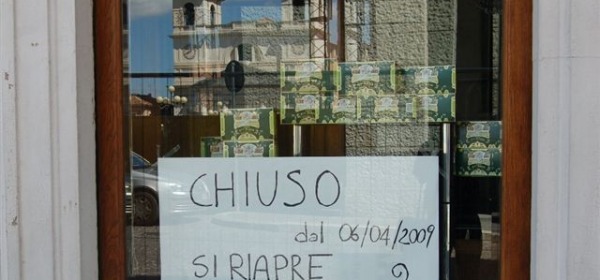 CHIUSO
dal 06/04/2009
SI RIAPRE ?